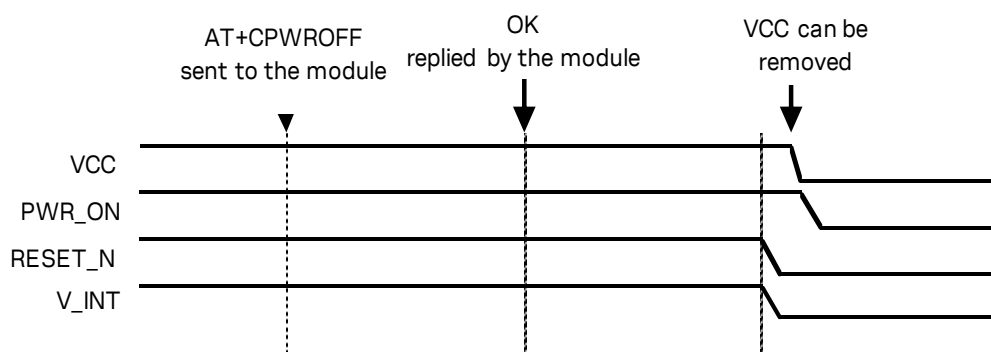 AT+CPWROFF
sent to the module
OK
replied by the module
VCC can be
removed
VCC
PWR_ON
RESET_N
V_INT